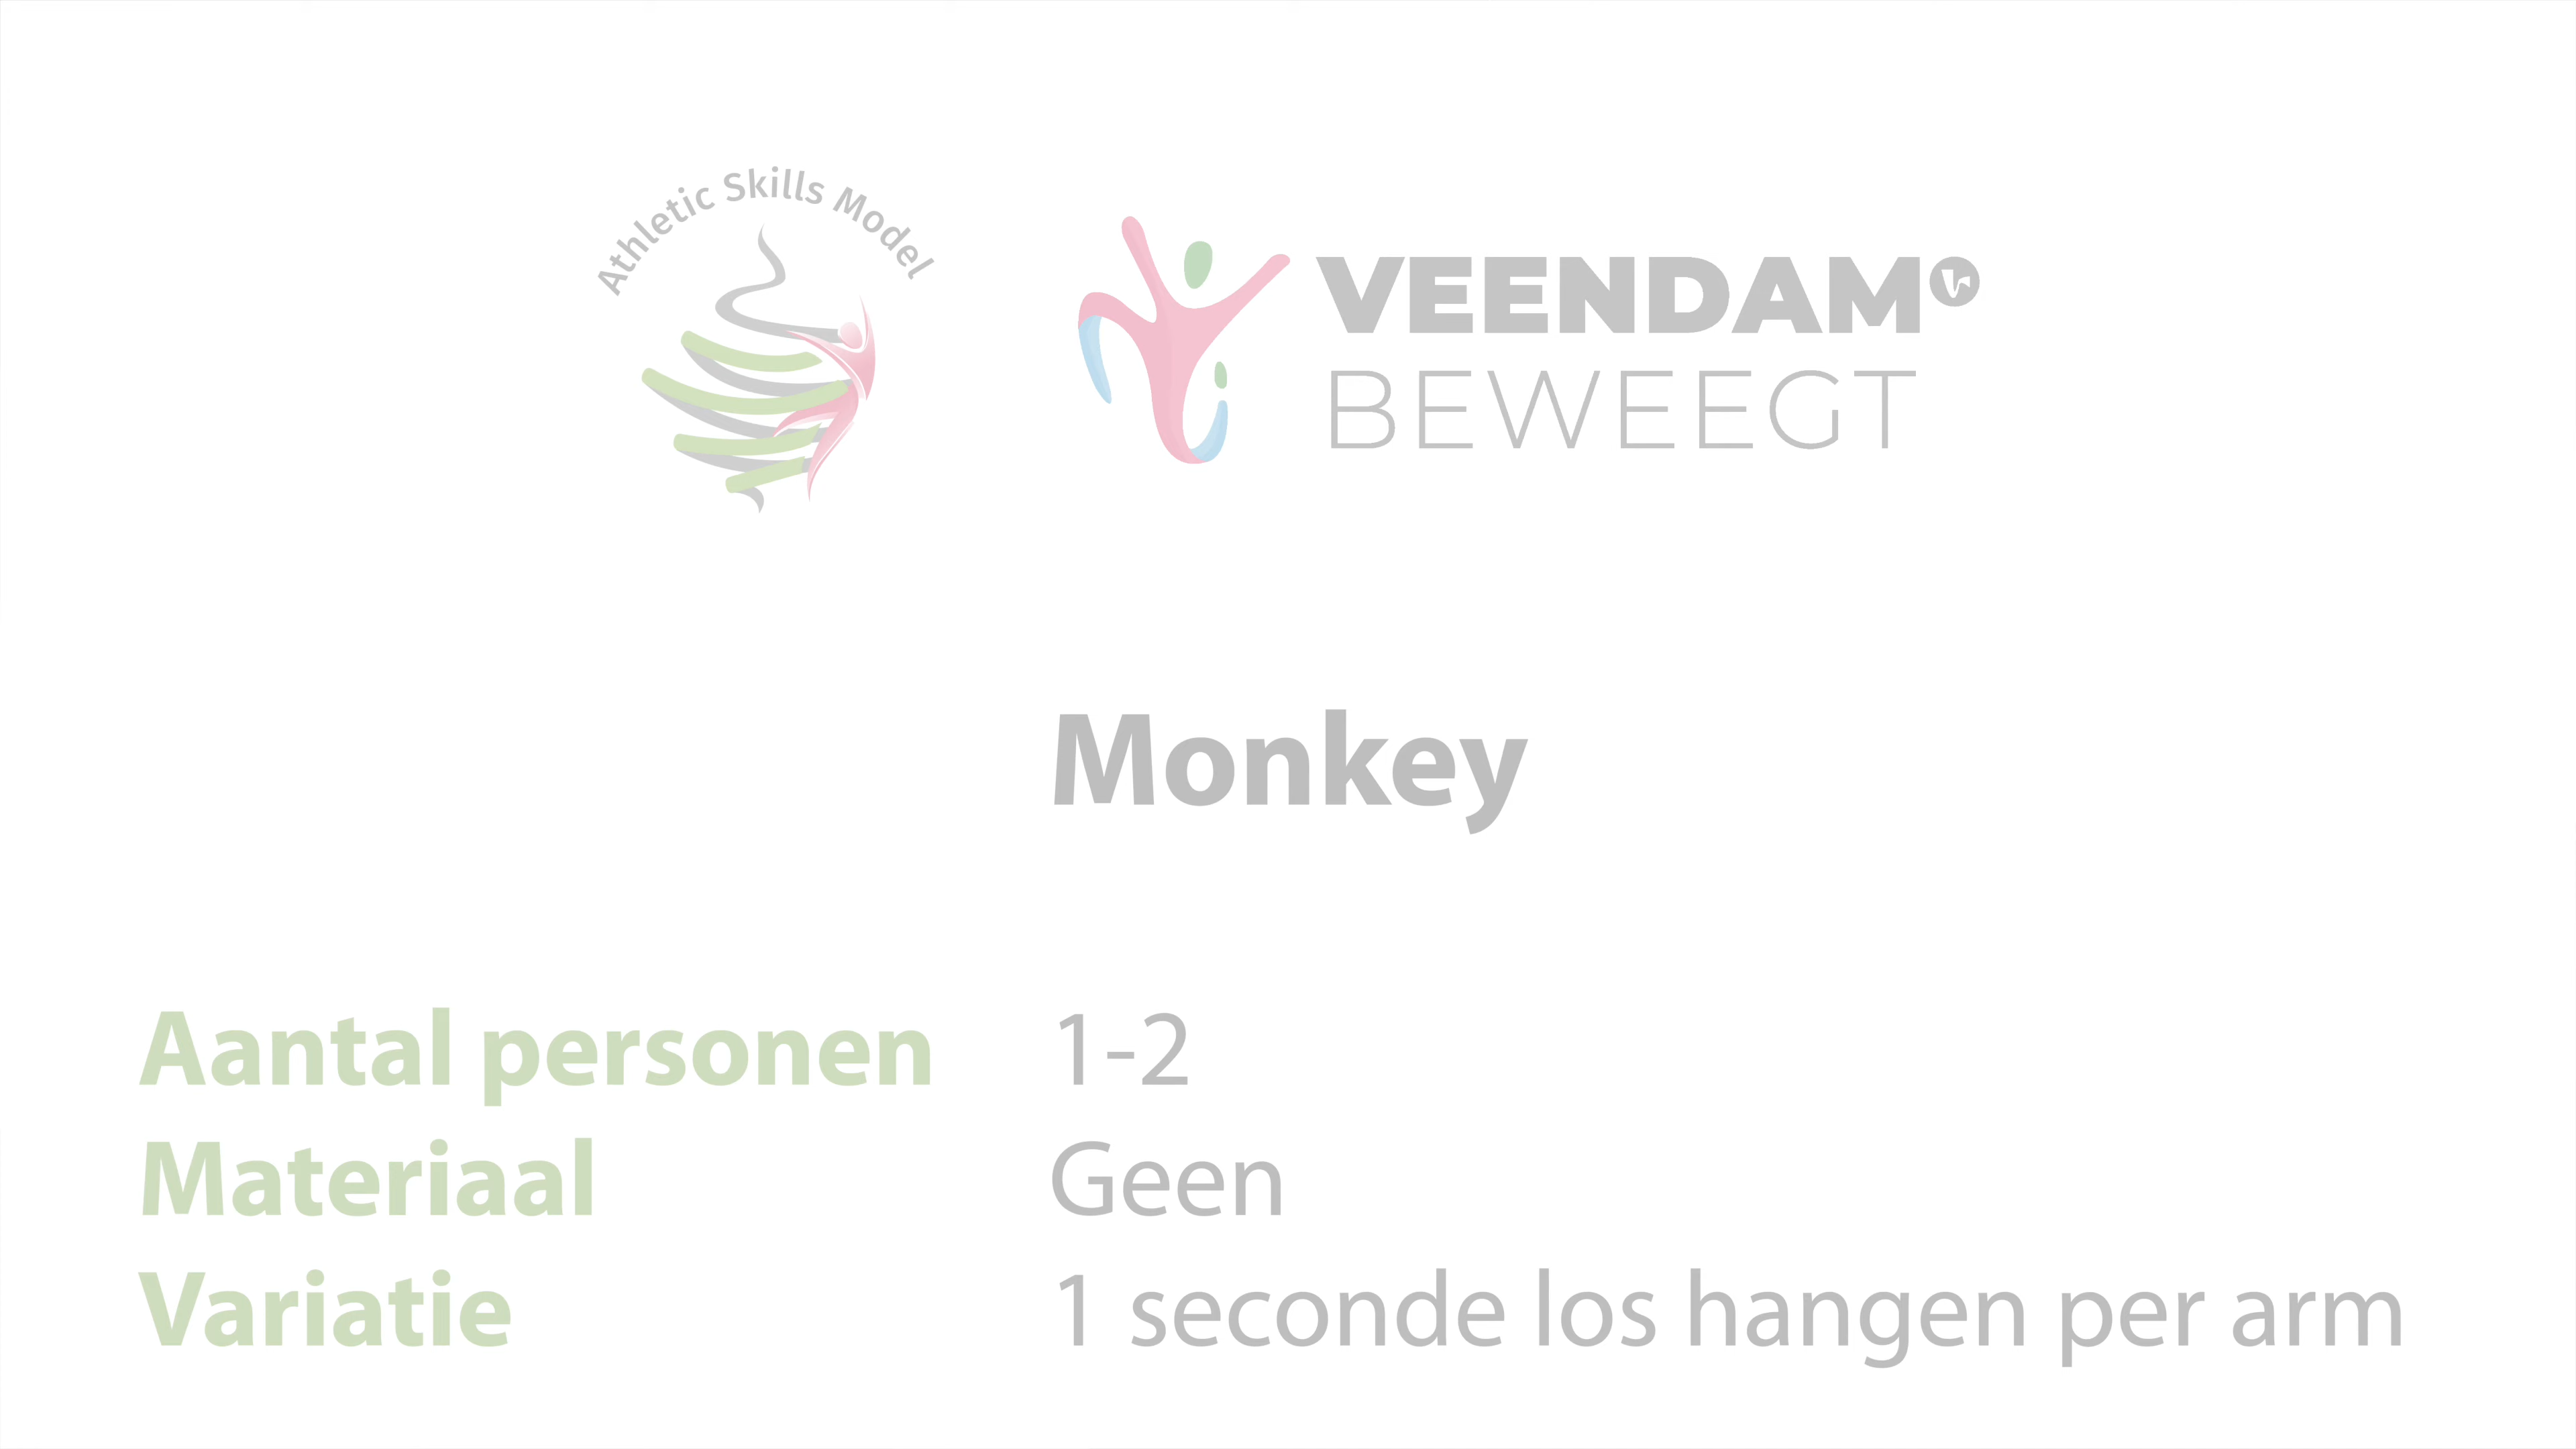 Athletic Skills Model
VEENDAM
BEWEEGT
Monkey
Aantal personen 1-2
Materiaal Geen
Variatie 1 seconde los hangen per arm